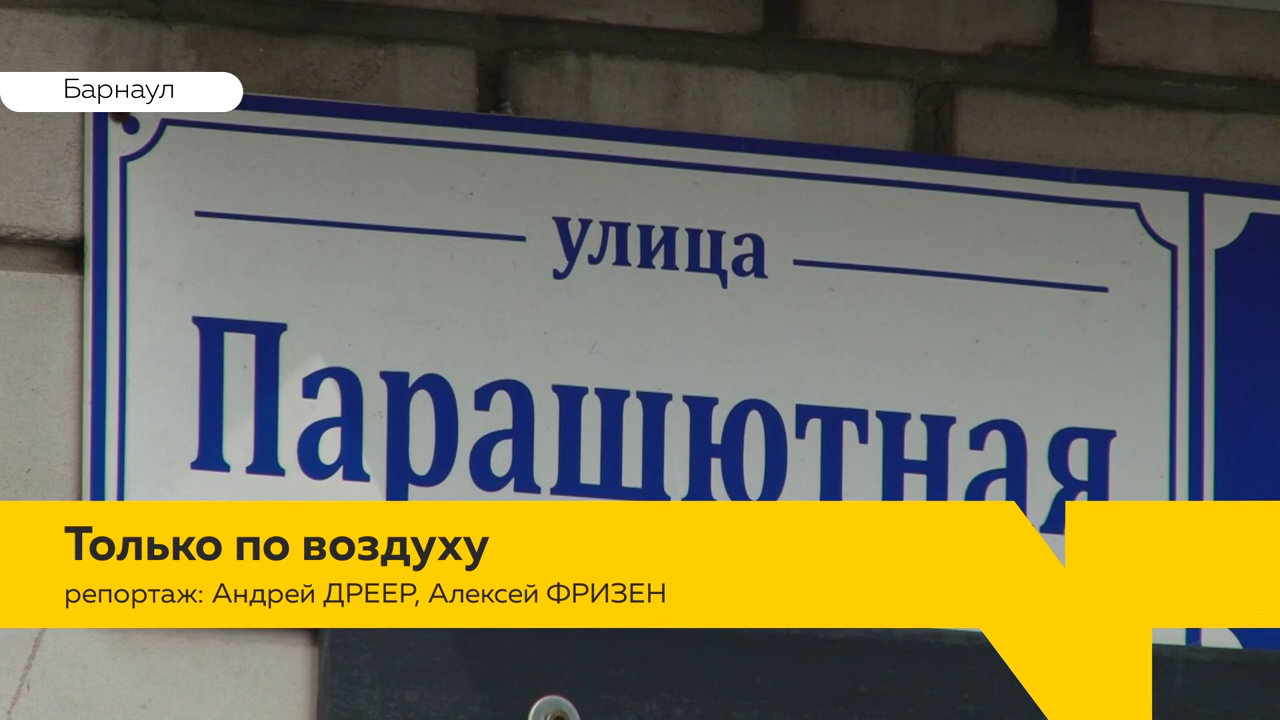 Барнаул
улица
Парашютная
Только по воздуху
репортаж: Андрей ДРЕЕР, Алексей ФРИЗЕН